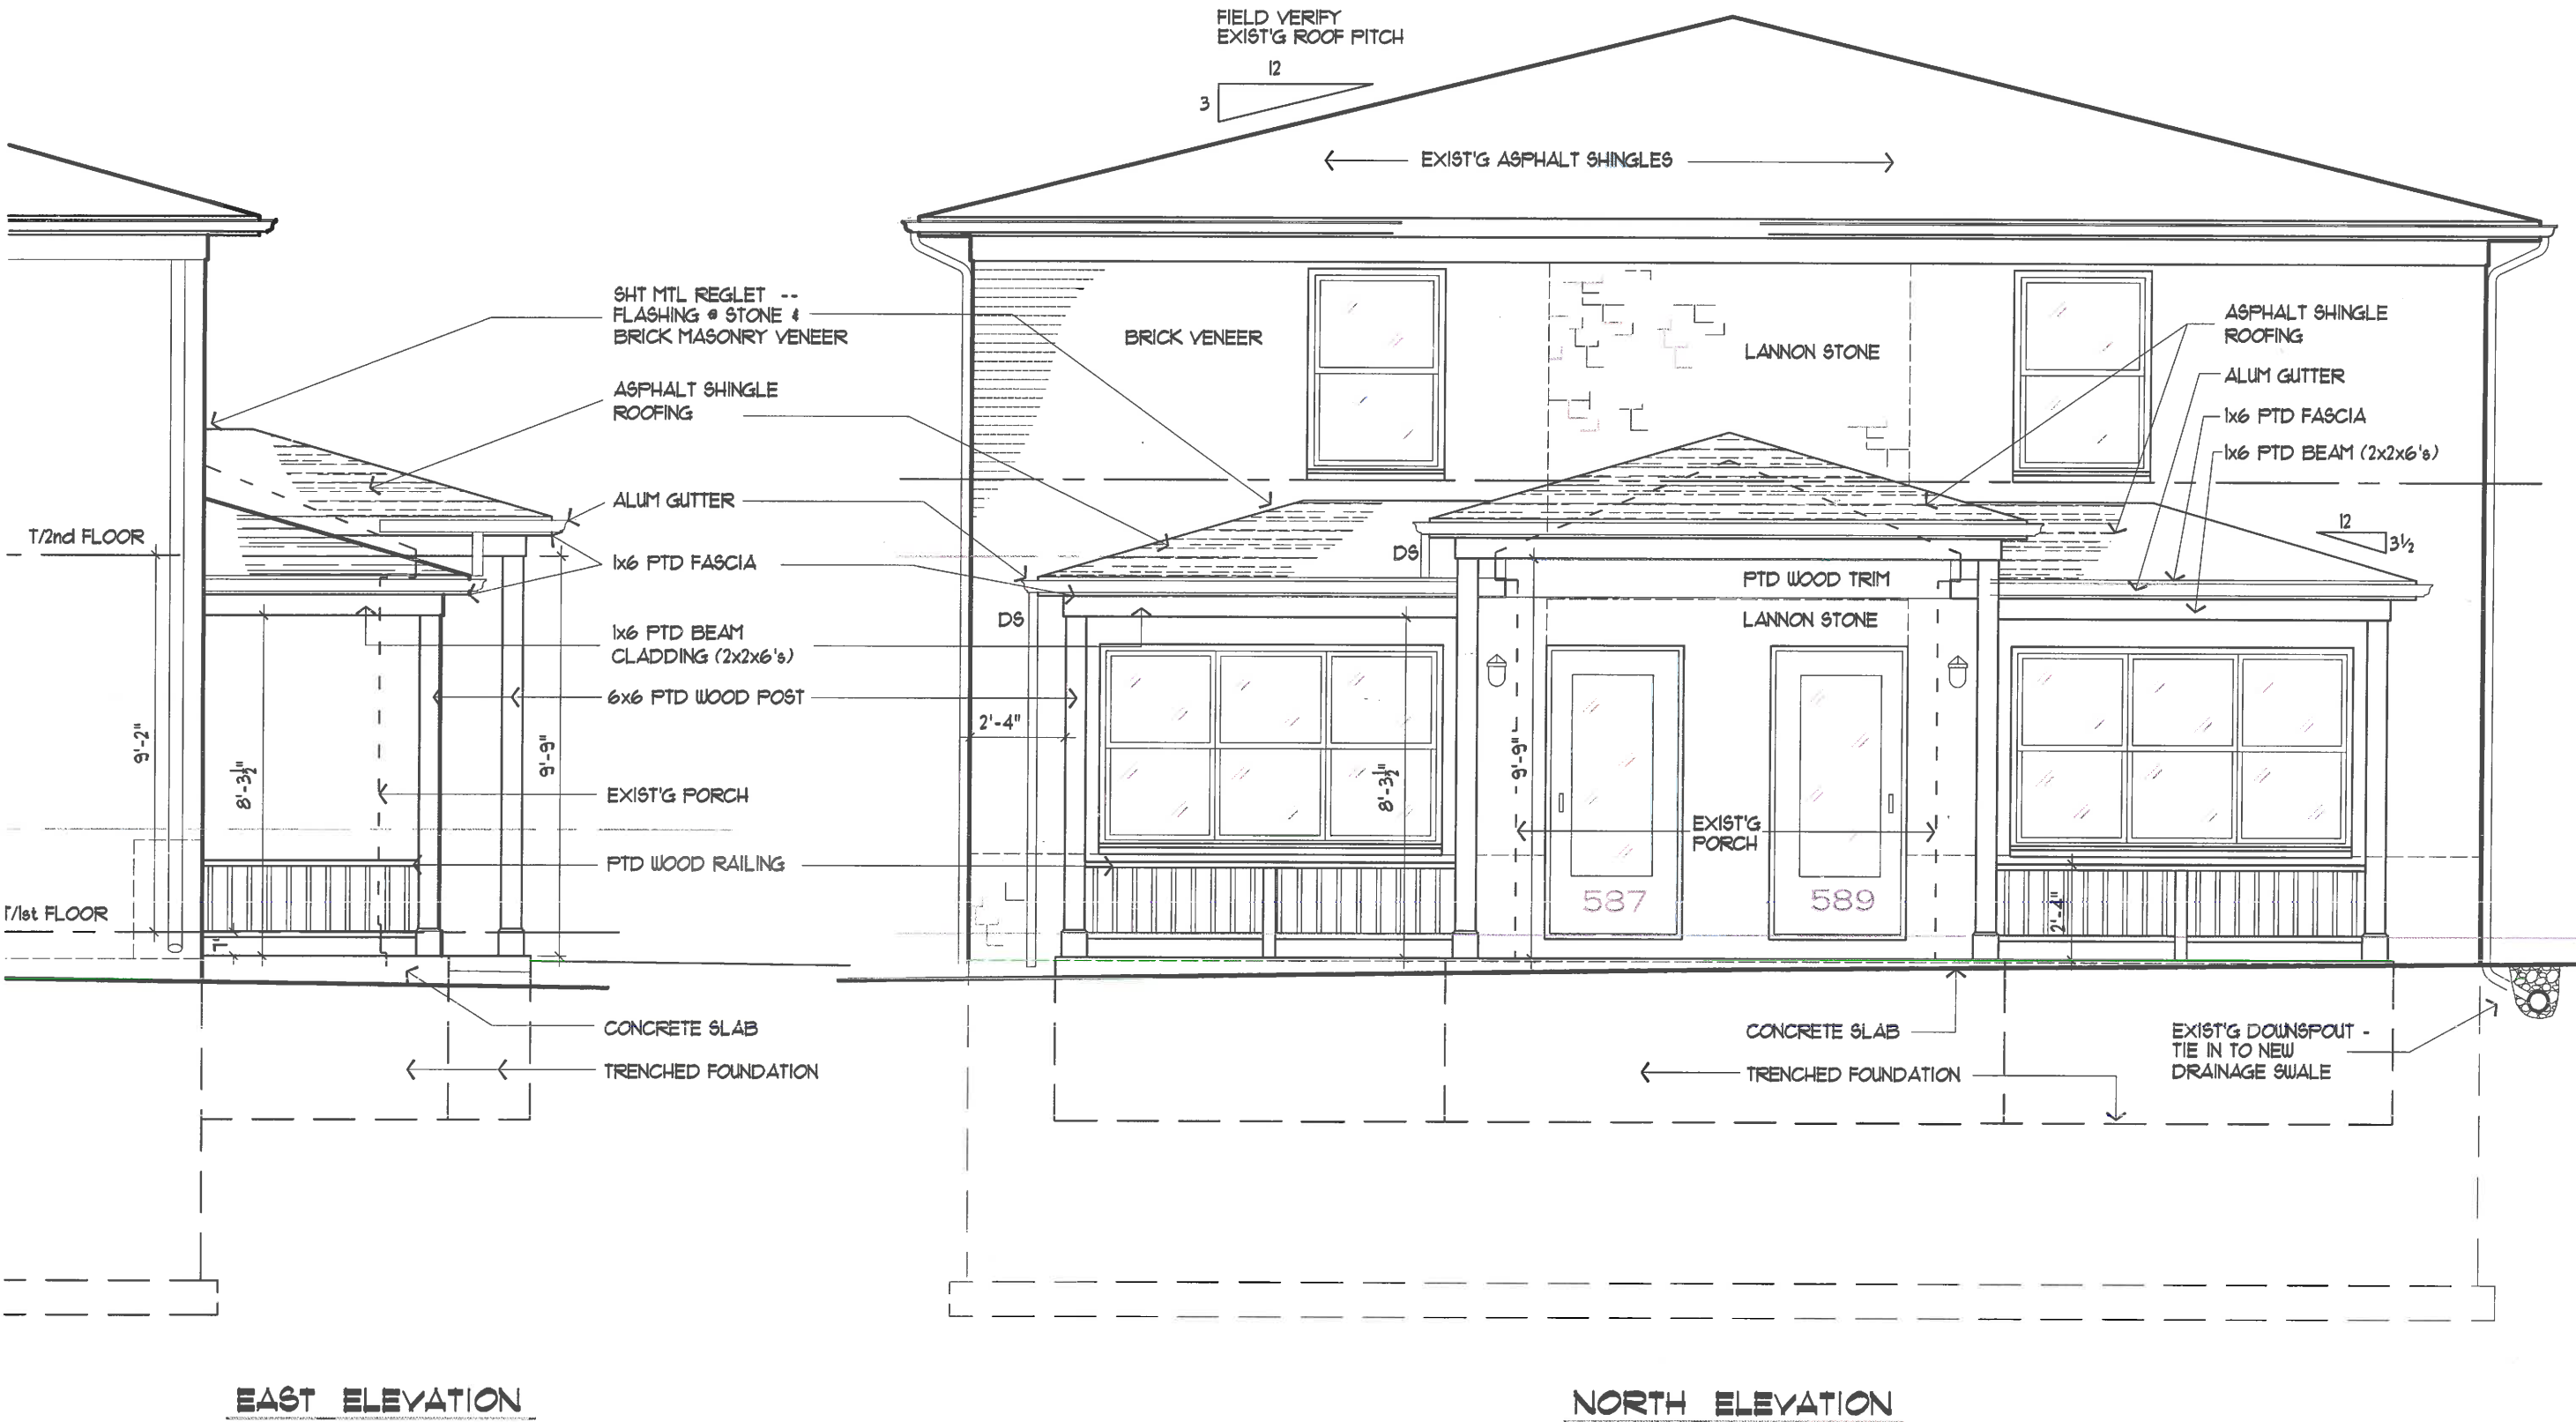 FIELD VERIFY
EXIST'G ROOF PITCH
12
3
EXIST'G ASPHALT SHINGLES
SHT MTL REGLET --
FLASHING @ STONE &
BRICK MASONRY VENEER
ASPHALT SHINGLE
ROOFING
ALUM GUTTER
1x6 PTD FASCIA
1x6 PTD BEAM
CLADDING (2x2x6's)
6x6 PTD WOOD POST
EXIST'G PORCH
PTD WOOD RAILING
CONCRETE SLAB
TRENCHED FOUNDATION
T/2nd FLOOR
T/1st FLOOR
9'-2"
8'-3½"
9'-9"
7"
EAST ELEVATION
BRICK VENEER
LANNON STONE
ASPHALT SHINGLE
ROOFING
ALUM GUTTER
1x6 PTD FASCIA
1x6 PTD BEAM (2x2x6's)
12
3½
DS
DS
PTD WOOD TRIM
LANNON STONE
2'-4"
8'-3½"
9'-9"
EXIST'G
PORCH
587
589
2'-4"
CONCRETE SLAB
TRENCHED FOUNDATION
EXIST'G DOWNSPOUT -
TIE IN TO NEW
DRAINAGE SWALE
NORTH ELEVATION